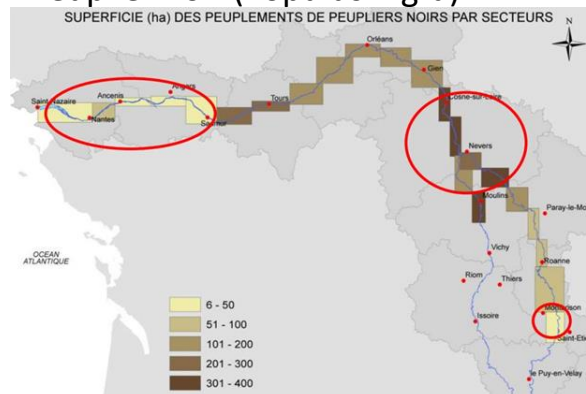 SUPERFICIE (ha) DES PEUPLEMENTS DE PEUPLIERS NOIRS PAR SECTEURS
N
Orléans
Gien
Angers
Ancenis
Saint-Nazaire
Tours
Cosne-sur-Loire
Nantes
Saumur
Nevers
Moulins
Paray-le-Mo
OCEAN
ATLANTIQUE
Vichy
Roanne
Riom
Thiers
6 - 50
51 - 100
101 - 200
201 - 300
301 - 400
Issoire
Montbrison
Saint-Etie
le Puy-en-Velay